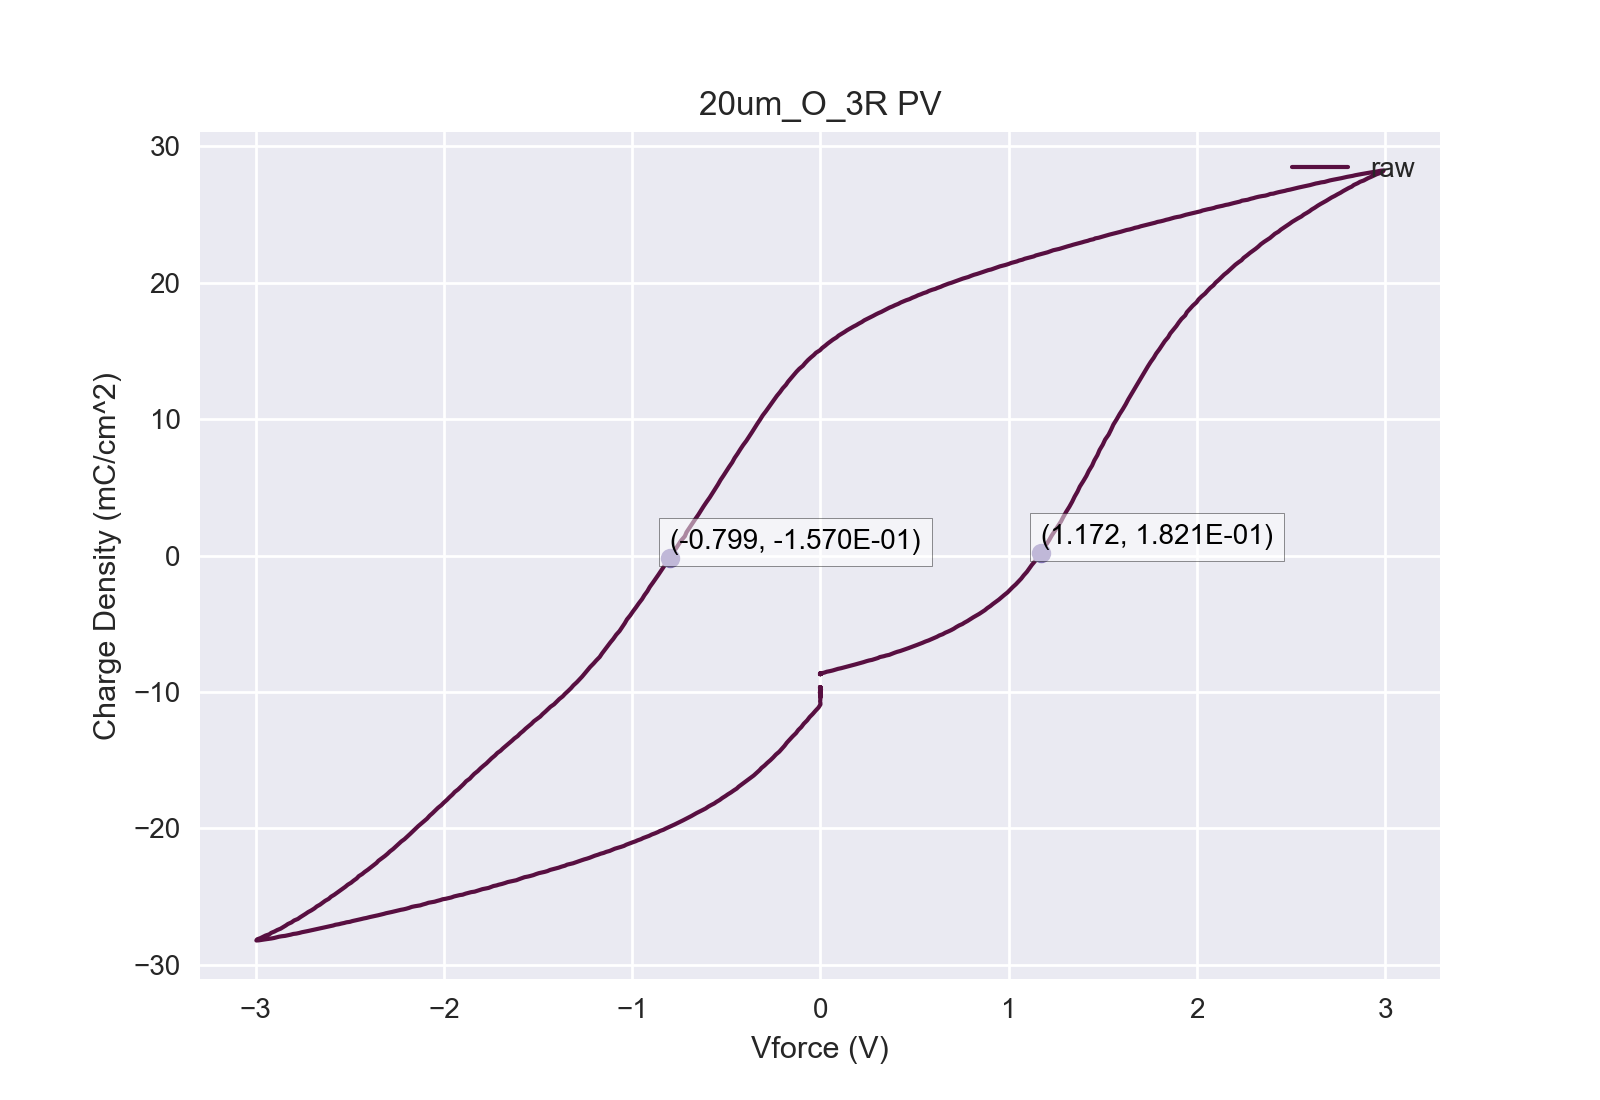 20um_O_3R PV
raw
30
20
10
0
−10
−20
−30
Charge Density (mC/cm^2)
(-0.799, -1.570E-01)
(1.172, 1.821E-01)
−3
−2
−1
0
1
2
3
Vforce (V)